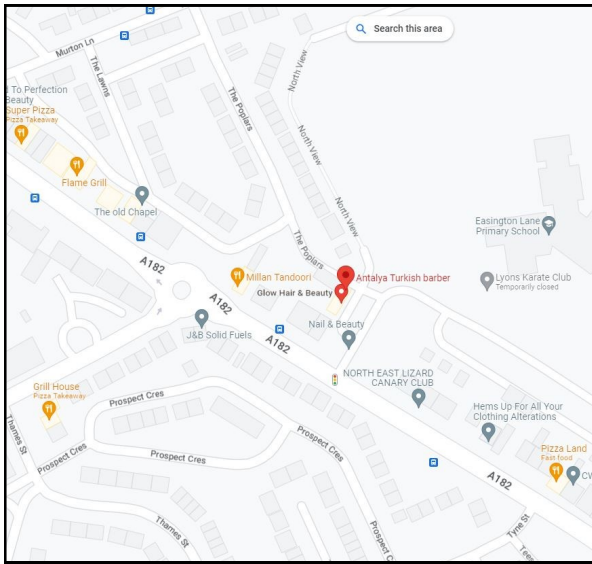 Search this area
Murton Ln
The Lawns
North View
The Poplars
d To Perfection
Beauty
Super Pizza
Pizza Takeaway
Flame Grill
North View
The old Chapel
Easington Lane
Primary School
The Poplars
A182
Millan Tandoori
Antalya Turkish barber
Lyons Karate Club
Temporarily closed
Glow Hair & Beauty
A182
Nail & Beauty
J&B Solid Fuels
A182
NORTH EAST LIZARD
CANARY CLUB
Grill House
Pizza Takeaway
Prospect Cres
Hems Up For All Your
Clothing Alterations
Thames St
Prospect Cres
Prospect Cres
Prospect Cres
Pizza Land
Fast food
A182
CW
Thames St
Prospect C
Tyne St
Tees